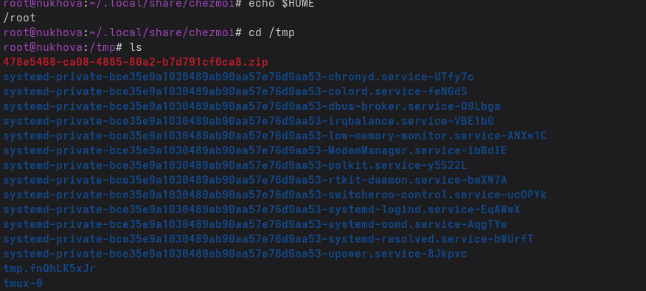 root@nukhova:~/.local/share/chezmoi# echo $HOME
/root
root@nukhova:~/.local/share/chezmoi# cd /tmp
root@nukhova:/tmp# ls
478e5468-ca08-4885-80a2-b7d791cf0ca8.zip
systemd-private-bce35e9a1030489ab90aa57e76d9aa53-chronyd.service-UTfy7c
systemd-private-bce35e9a1030489ab90aa57e76d9aa53-colord.service-feNGdS
systemd-private-bce35e9a1030489ab90aa57e76d9aa53-dbus-broker.service-O9Lbga
systemd-private-bce35e9a1030489ab90aa57e76d9aa53-irqbalance.service-VBE1b0
systemd-private-bce35e9a1030489ab90aa57e76d9aa53-low-memory-monitor.service-ANXw1C
systemd-private-bce35e9a1030489ab90aa57e76d9aa53-ModemManager.service-ibBdIE
systemd-private-bce35e9a1030489ab90aa57e76d9aa53-polkit.service-ySS22L
systemd-private-bce35e9a1030489ab90aa57e76d9aa53-rtkit-daemon.service-bmXW7A
systemd-private-bce35e9a1030489ab90aa57e76d9aa53-switcheroo-control.service-ucOPYk
systemd-private-bce35e9a1030489ab90aa57e76d9aa53-systemd-logind.service-EqAWwX
systemd-private-bce35e9a1030489ab90aa57e76d9aa53-systemd-oomd.service-AqgTYw
systemd-private-bce35e9a1030489ab90aa57e76d9aa53-systemd-resolved.service-bWUrfT
systemd-private-bce35e9a1030489ab90aa57e76d9aa53-upower.service-8Jkpxc
tmp.fnQhLK5xJr
tmux-0